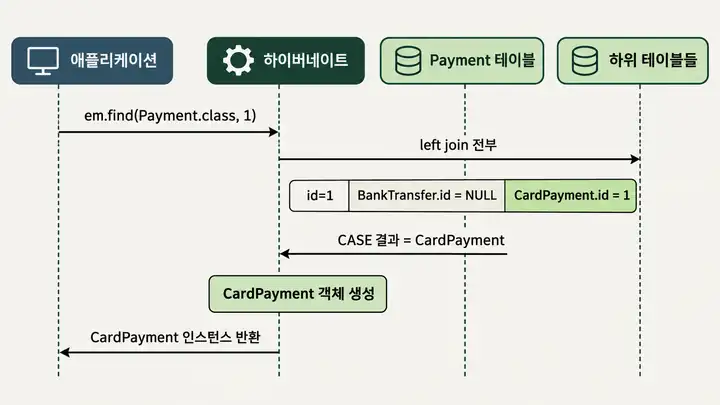 애플리케이션
하이버네이트
Payment 테이블
하위 테이블들
em.find(Payment.class, 1)
left join 전부
id=1
BankTransfer.id = NULL
CardPayment.id = 1
CASE 결과 = CardPayment
CardPayment 객체 생성
CardPayment 인스턴스 반환